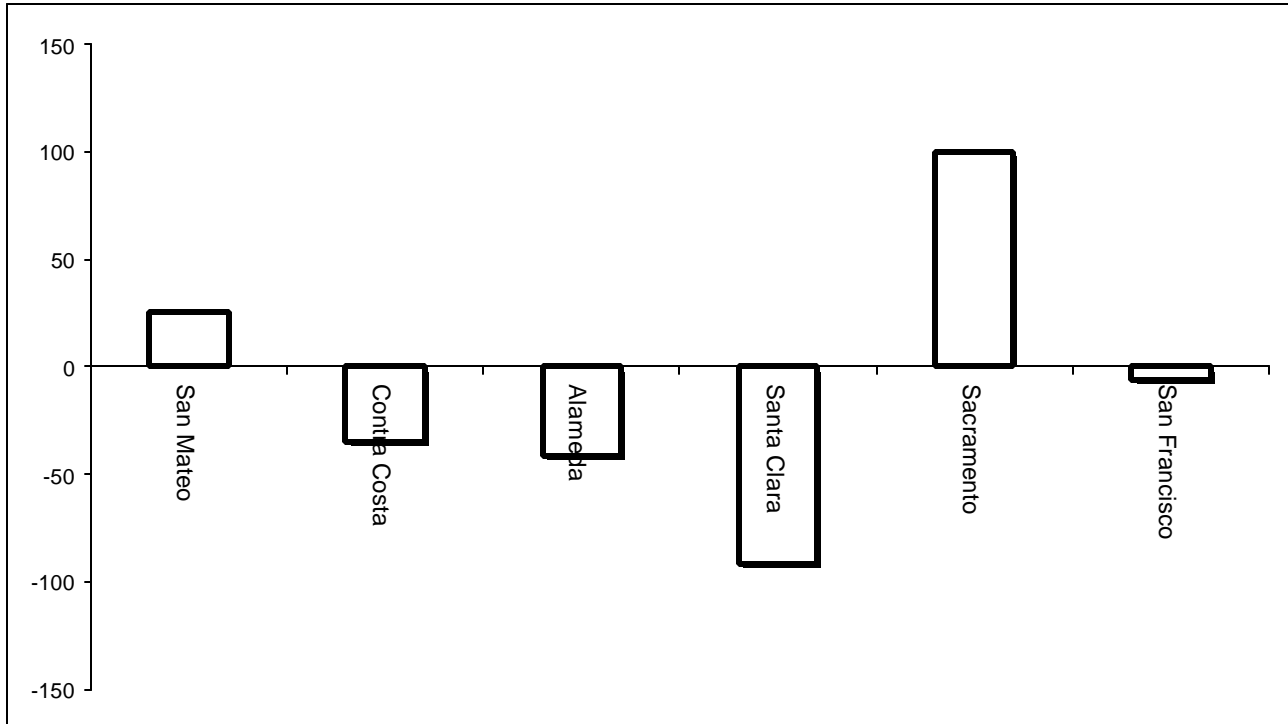 150
100
50
0
-50
-100
-150
San Mateo
Contra Costa
Alameda
Santa Clara
Sacramento
San Francisco